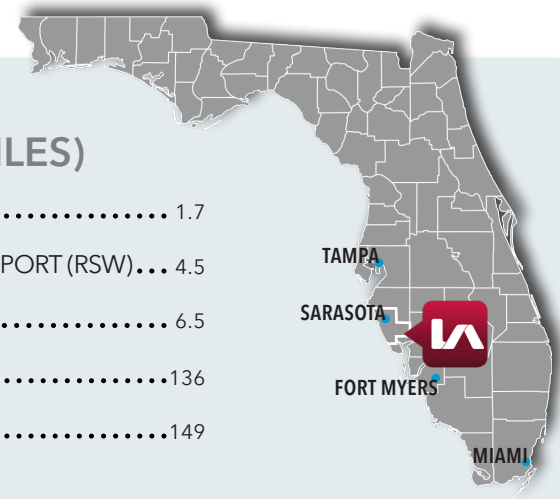 ILES)
1.7
PORT (RSW)... 4.5
6.5
136
149
TAMPA
SARASOTA
FORT MYERS
MIAMI